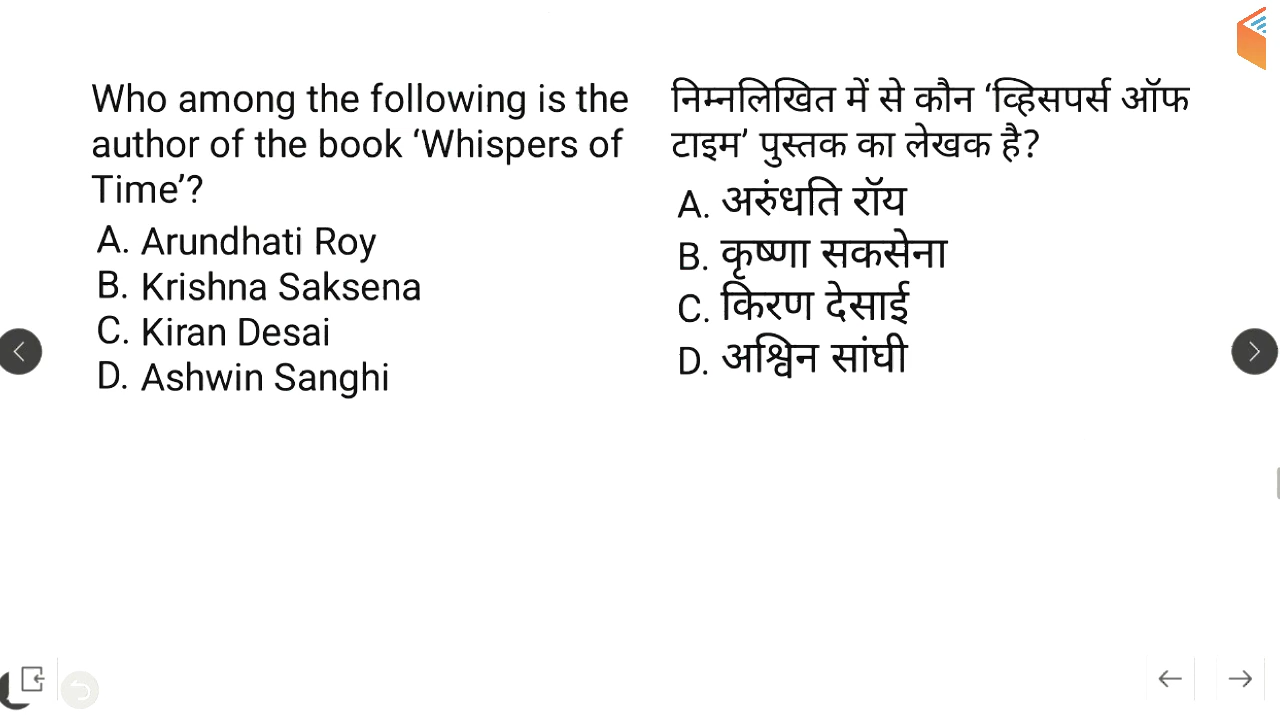 Who among the following is the
author of the book ‘Whispers of
Time’?
A. Arundhati Roy
B. Krishna Saksena
C. Kiran Desai
D. Ashwin Sanghi
निम्नलिखित में से कौन ‘व्हिसपर्स ऑफ
टाइम’ पुस्तक का लेखक है?
A. अरुंधति रॉय
B. कृष्णा सकसेना
C. किरण देसाई
D. अश्विन सांघी